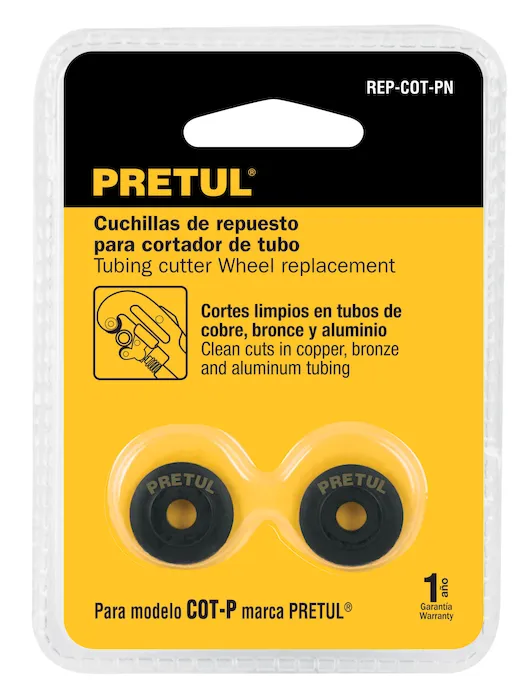 REP-COT-PN
PRETUL®
Cuchillas de repuesto
para cortador de tubo
Tubing cutter Wheel replacement
Cortes limpios en tubos de
cobre, bronce y aluminio
Clean cuts in copper, bronze
and aluminum tubing
PRETUL PRETUL
Para modelo COT-P marca PRETUL®
1 año
Garantía
Warranty